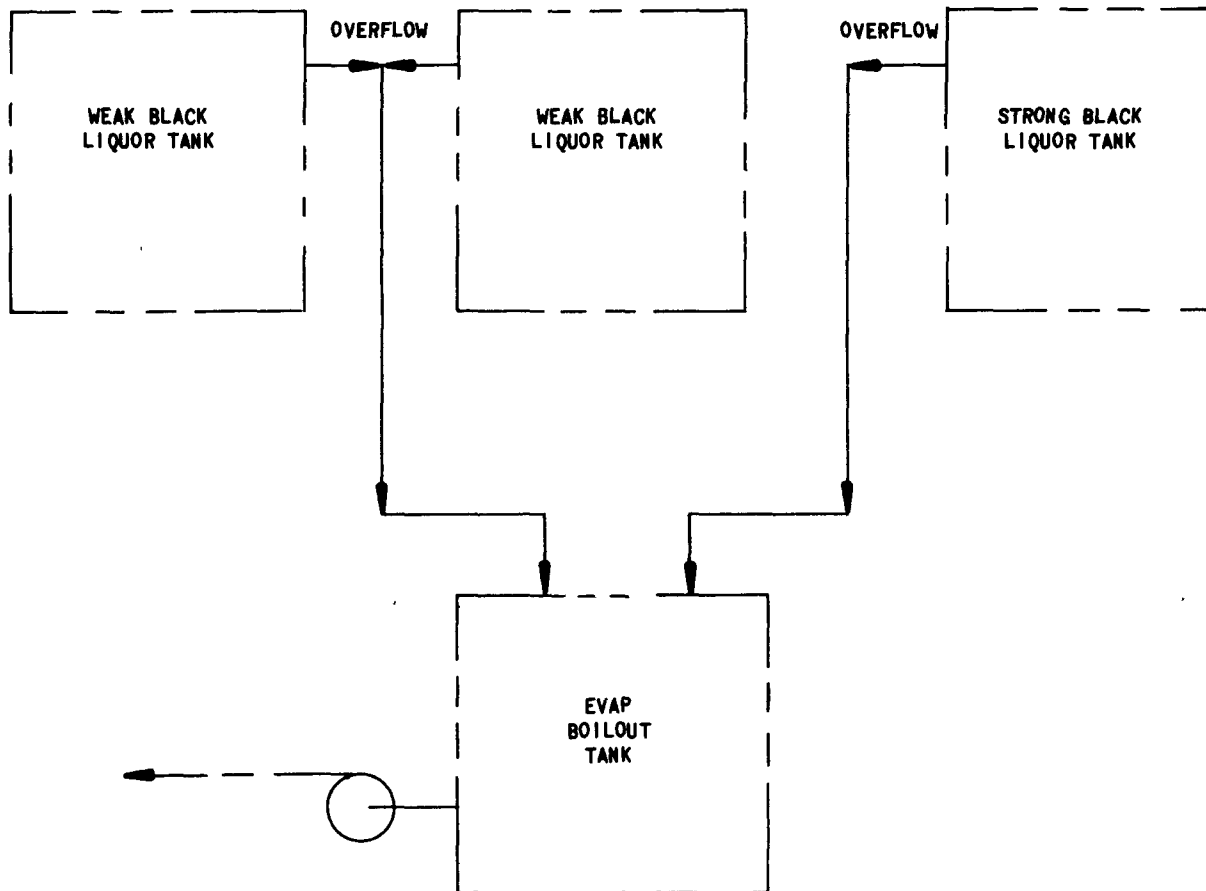 OVERFLOW
OVERFLOW
WEAK BLACK
LIQUOR TANK
WEAK BLACK
LIQUOR TANK
STRONG BLACK
LIQUOR TANK
EVAP
BOILOUT
TANK